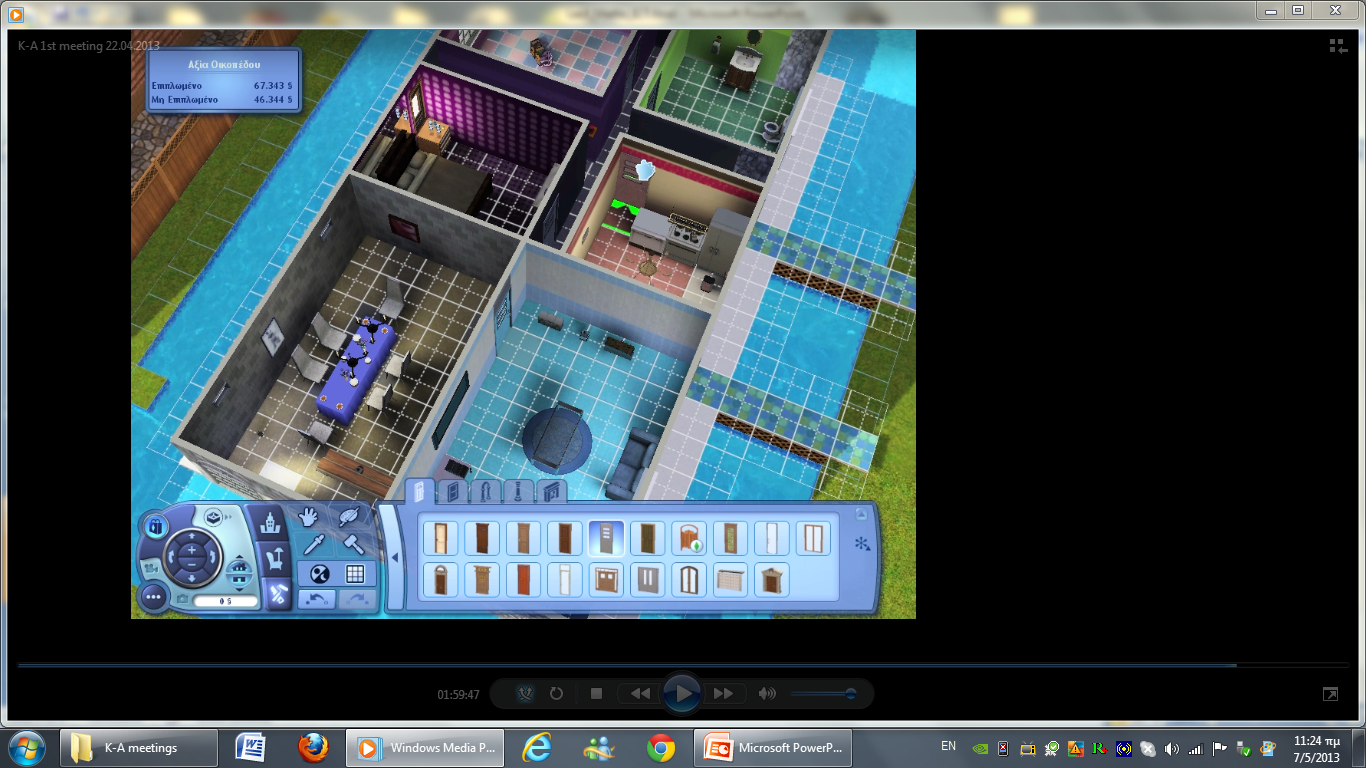 K-A 1st meeting 22.04.2013
Αξία Οικοπέδου
Επιπλωμένο 67.343 §
Μη Επιπλωμένο 46.344 §
0 §
01:59:47
K-A meetings
Windows Media P...
Microsoft PowerP...
EN
11:24 πμ
7/5/2013